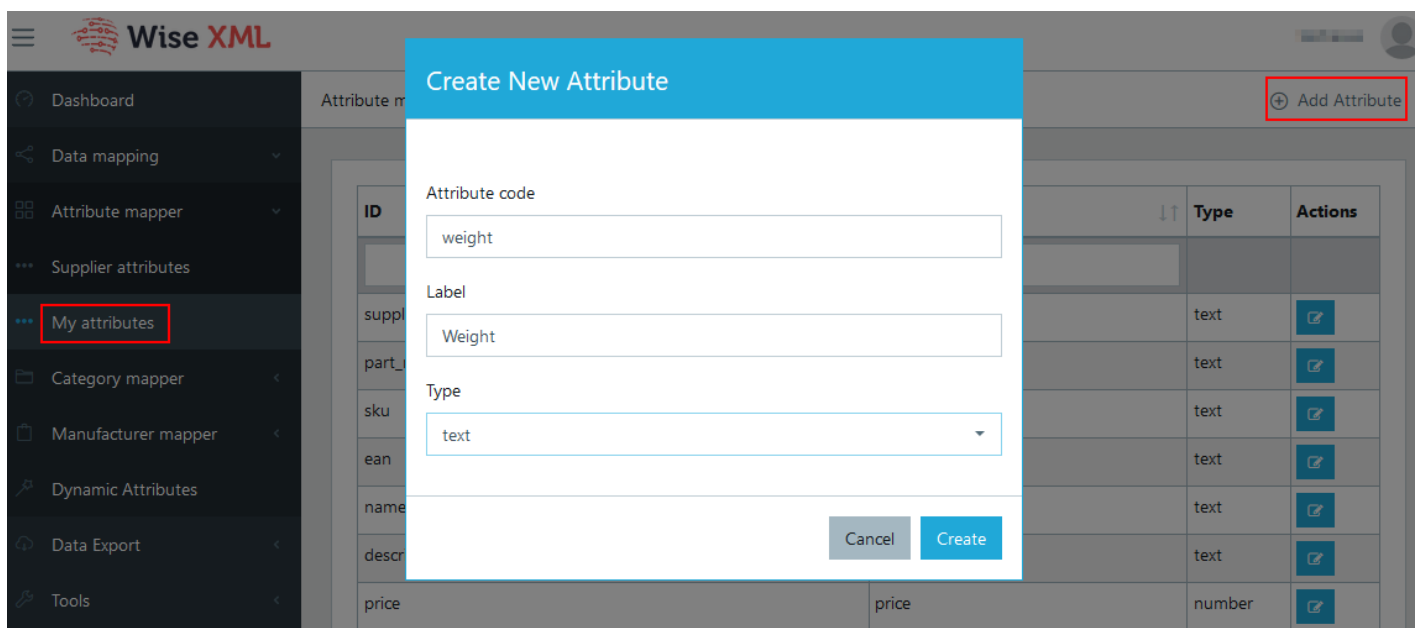 Wise XML
Create New Attribute
Dashboard
Attribute m
Add Attribute
Data mapping
Attribute code
Attribute mapper
ID
Type
Actions
weight
Supplier attributes
Label
My attributes
suppl
text
Weight
part_
text
Category mapper
Type
sku
text
Manufacturer mapper
text
ean
text
Dynamic Attributes
name
text
Data Export
Cancel
Create
descr
text
Tools
price
price
number